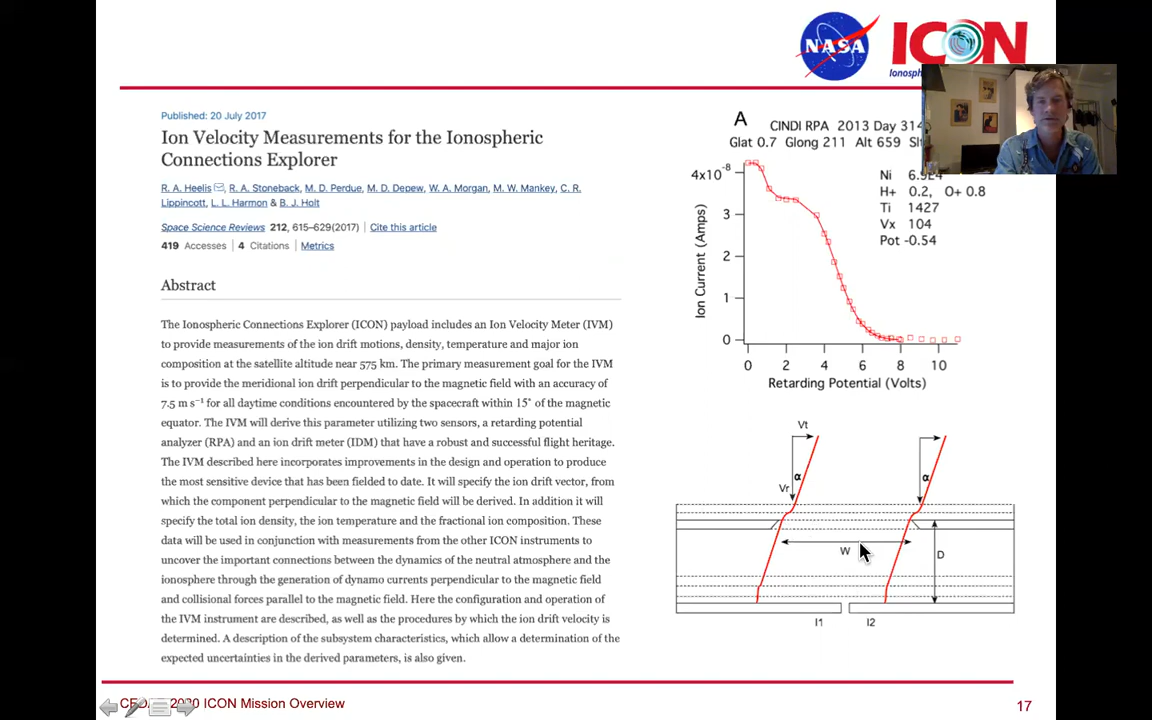 NASA
ICON
Published: 20 July 2017
Ion Velocity Measurements for the Ionospheric
Connections Explorer
R. A. Heelis, R. A. Stoneback, M. D. Perdue, M. D. Depew, W. A. Morgan, M. W. Mankey, C. R.
Lippincott, L. L. Harmon & B. J. Holt
Space Science Reviews 212, 615–629(2017) | Cite this article
419 Accesses | 4 Citations | Metrics
Abstract
The Ionospheric Connections Explorer (ICON) payload includes an Ion Velocity Meter (IVM)
to provide measurements of the ion drift motions, density, temperature and major ion
composition at the satellite altitude near 575 km. The primary measurement goal for the IVM
is to provide the meridional ion drift perpendicular to the magnetic field with an accuracy of
7.5 m s⁻¹ for all daytime conditions encountered by the spacecraft within 15° of the magnetic
equator. The IVM will derive this parameter utilizing two sensors, a retarding potential
analyzer (RPA) and an ion drift meter (IDM) that have a robust and successful flight heritage.
The IVM described here incorporates improvements in the design and operation to produce
the most sensitive device that has been fielded to date. It will specify the ion drift vector, from
which the component perpendicular to the magnetic field will be derived. In addition it will
specify the total ion density, the ion temperature and the fractional ion composition. These
data will be used in conjunction with measurements from the other ICON instruments to
uncover the important connections between the dynamics of the neutral atmosphere and the
ionosphere through the generation of dynamo currents perpendicular to the magnetic field
and collisional forces parallel to the magnetic field. Here the configuration and operation of
the IVM instrument are described, as well as the procedures by which the ion drift velocity is
determined. A description of the subsystem characteristics, which allow a determination of the
expected uncertainties in the derived parameters, is also given.
A
CINDI RPA 2013 Day 314
Glat 0.7 Glong 211 Alt 659
Ni
H+ 0.2, O+ 0.8
Ti 1427
Vx 104
Pot -0.54
4x10⁻⁸
3
2
1
0
Ion Current (Amps)
0 2 4 6 8 10
Retarding Potential (Volts)
Vt
α α
Vr
W D
I1 I2
2020 ICON Mission Overview
17